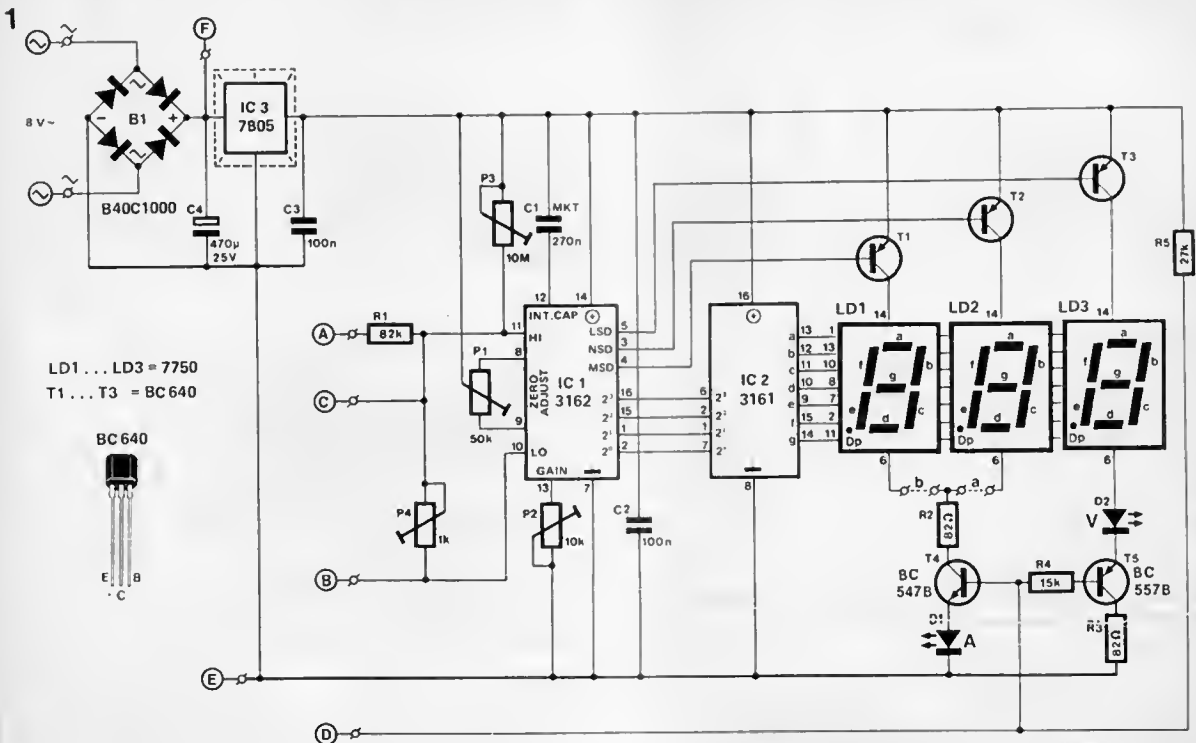 1
~
F
8V~
B1
~
~
-
+
IC 3
7805
~
B40C1000
C4
470µ
25V
C3
100n
P3
10M
C1
MKT
270n
T1
T2
T3
R5
27k
A
R1
82k
C
B
P1
50k
P4
1k
12
14
INT.CAP
11
HI
8
ZERO
ADJUST
9
10
LO
GAIN
13
7
IC 1
3162
LSD
5
NSD
3
MSD
4
2³
16
2²
15
2¹
1
2⁰
2
P2
10k
C2
100n
16
IC 2
3161
6
2³
2
2²
1
2¹
7
2⁰
8
a 13 1
b 12 13
c 11 10
d 10 8
e 9 7
f 15 2
g 14 11
LD1
14
a
f
b
g
e
c
d
Dp
6
LD2
14
a
f
b
g
e
c
d
Dp
6
LD3
14
a
f
b
g
e
c
d
Dp
6
b
a
R2
82Ω
T4
BC
547B
D1
A
R4
15k
D2
V
T5
BC
557B
R3
82Ω
LD1 ... LD3 = 7750
T1 ... T3 = BC 640
BC 640
E
C
B
E
D